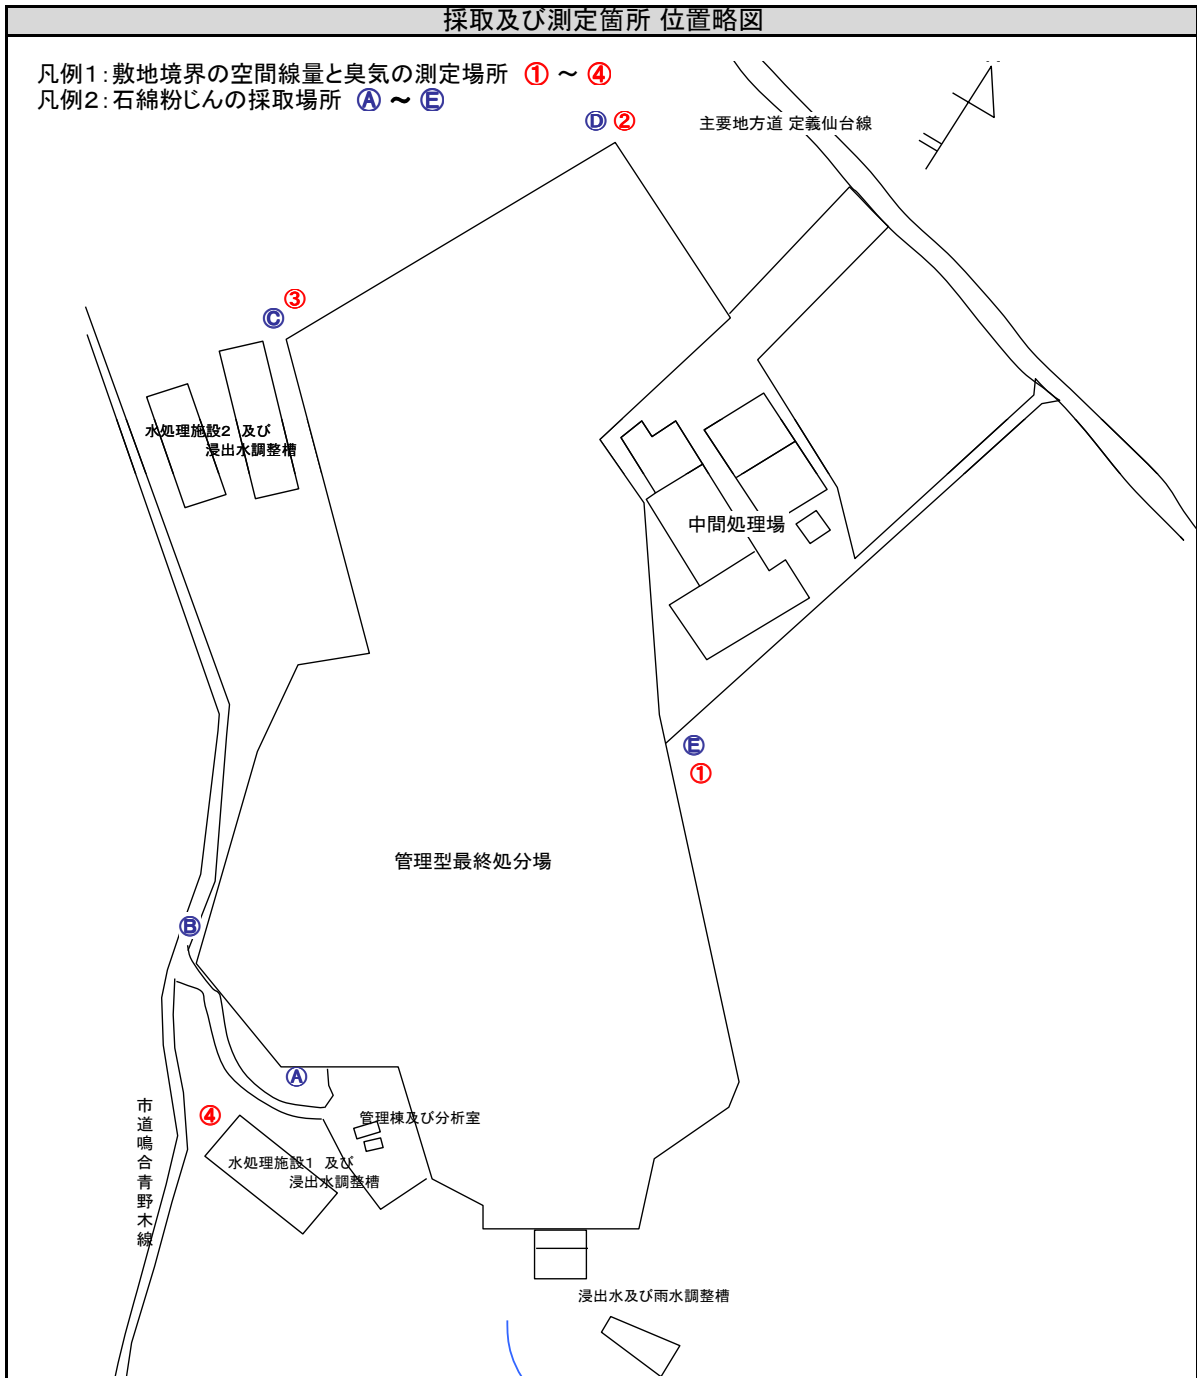 採取及び測定箇所 位置略図
凡例1:敷地境界の空間線量と臭気の測定場所 ① ～ ④
凡例2:石綿粉じんの採取場所 Ⓐ ～ Ⓔ
Ⓓ ②
主要地方道 定義仙台線
③
Ⓒ
水処理施設2 及び
浸出水調整槽
中間処理場
Ⓔ
①
管理型最終処分場
Ⓑ
Ⓐ
④
市道鳴合青野木線
管理棟及び分析室
水処理施設1 及び
浸出水調整槽
浸出水及び雨水調整槽